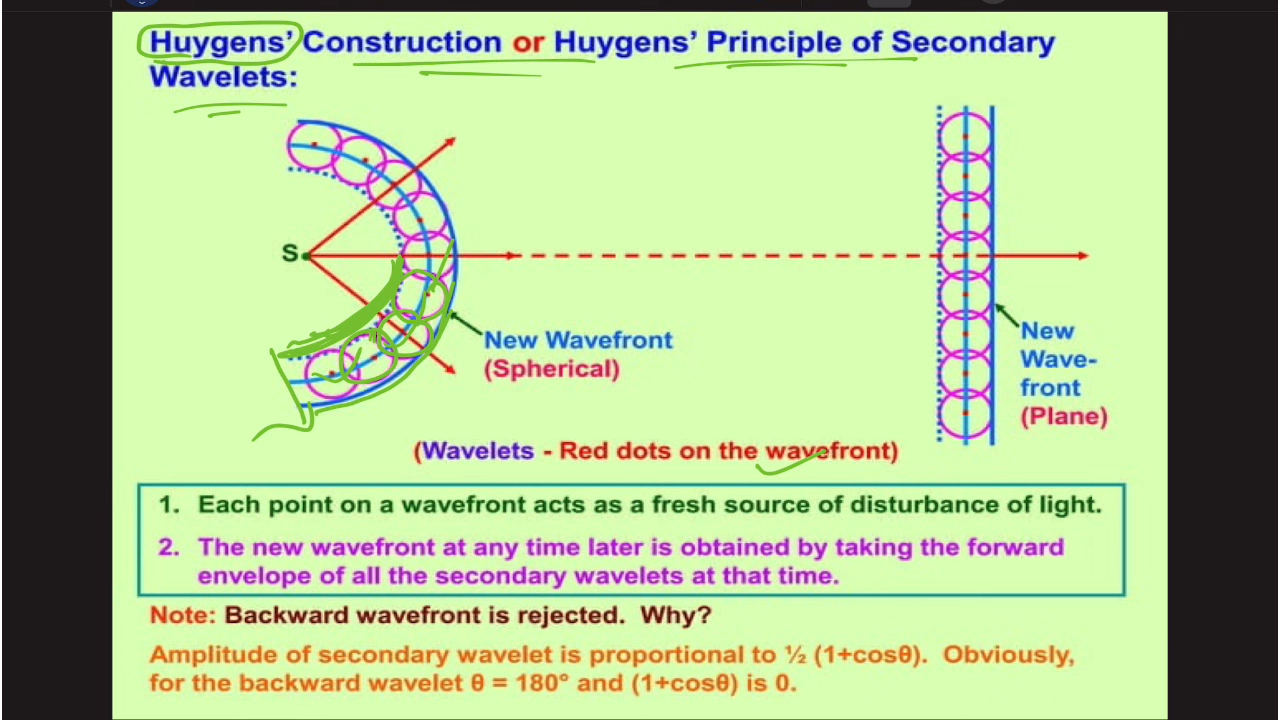 Huygens’ Construction or Huygens’ Principle of Secondary
Wavelets:
S
New Wavefront
(Spherical)
New
Wave-
front
(Plane)
(Wavelets - Red dots on the wavefront)
1. Each point on a wavefront acts as a fresh source of disturbance of light.
2. The new wavefront at any time later is obtained by taking the forward
envelope of all the secondary wavelets at that time.
Note: Backward wavefront is rejected. Why?
Amplitude of secondary wavelet is proportional to ½ (1+cosθ). Obviously,
for the backward wavelet θ = 180° and (1+cosθ) is 0.